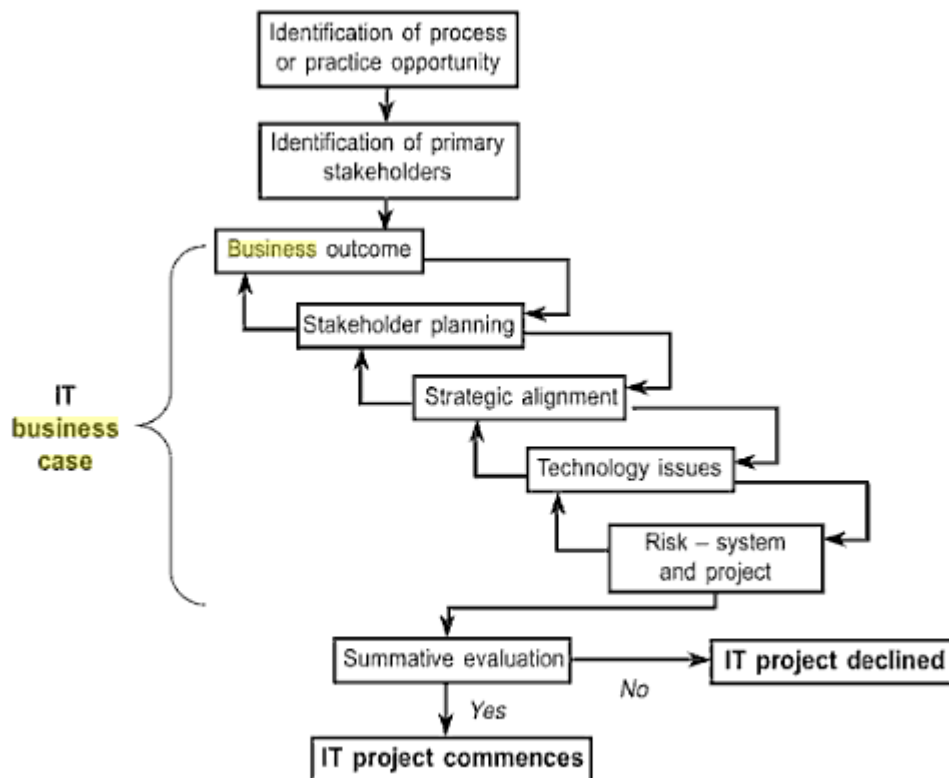 Identification of process
or practice opportunity
Identification of primary
stakeholders
Business outcome
Stakeholder planning
Strategic alignment
IT
business
case
Technology issues
Risk – system
and project
Summative evaluation
IT project declined
No
Yes
IT project commences